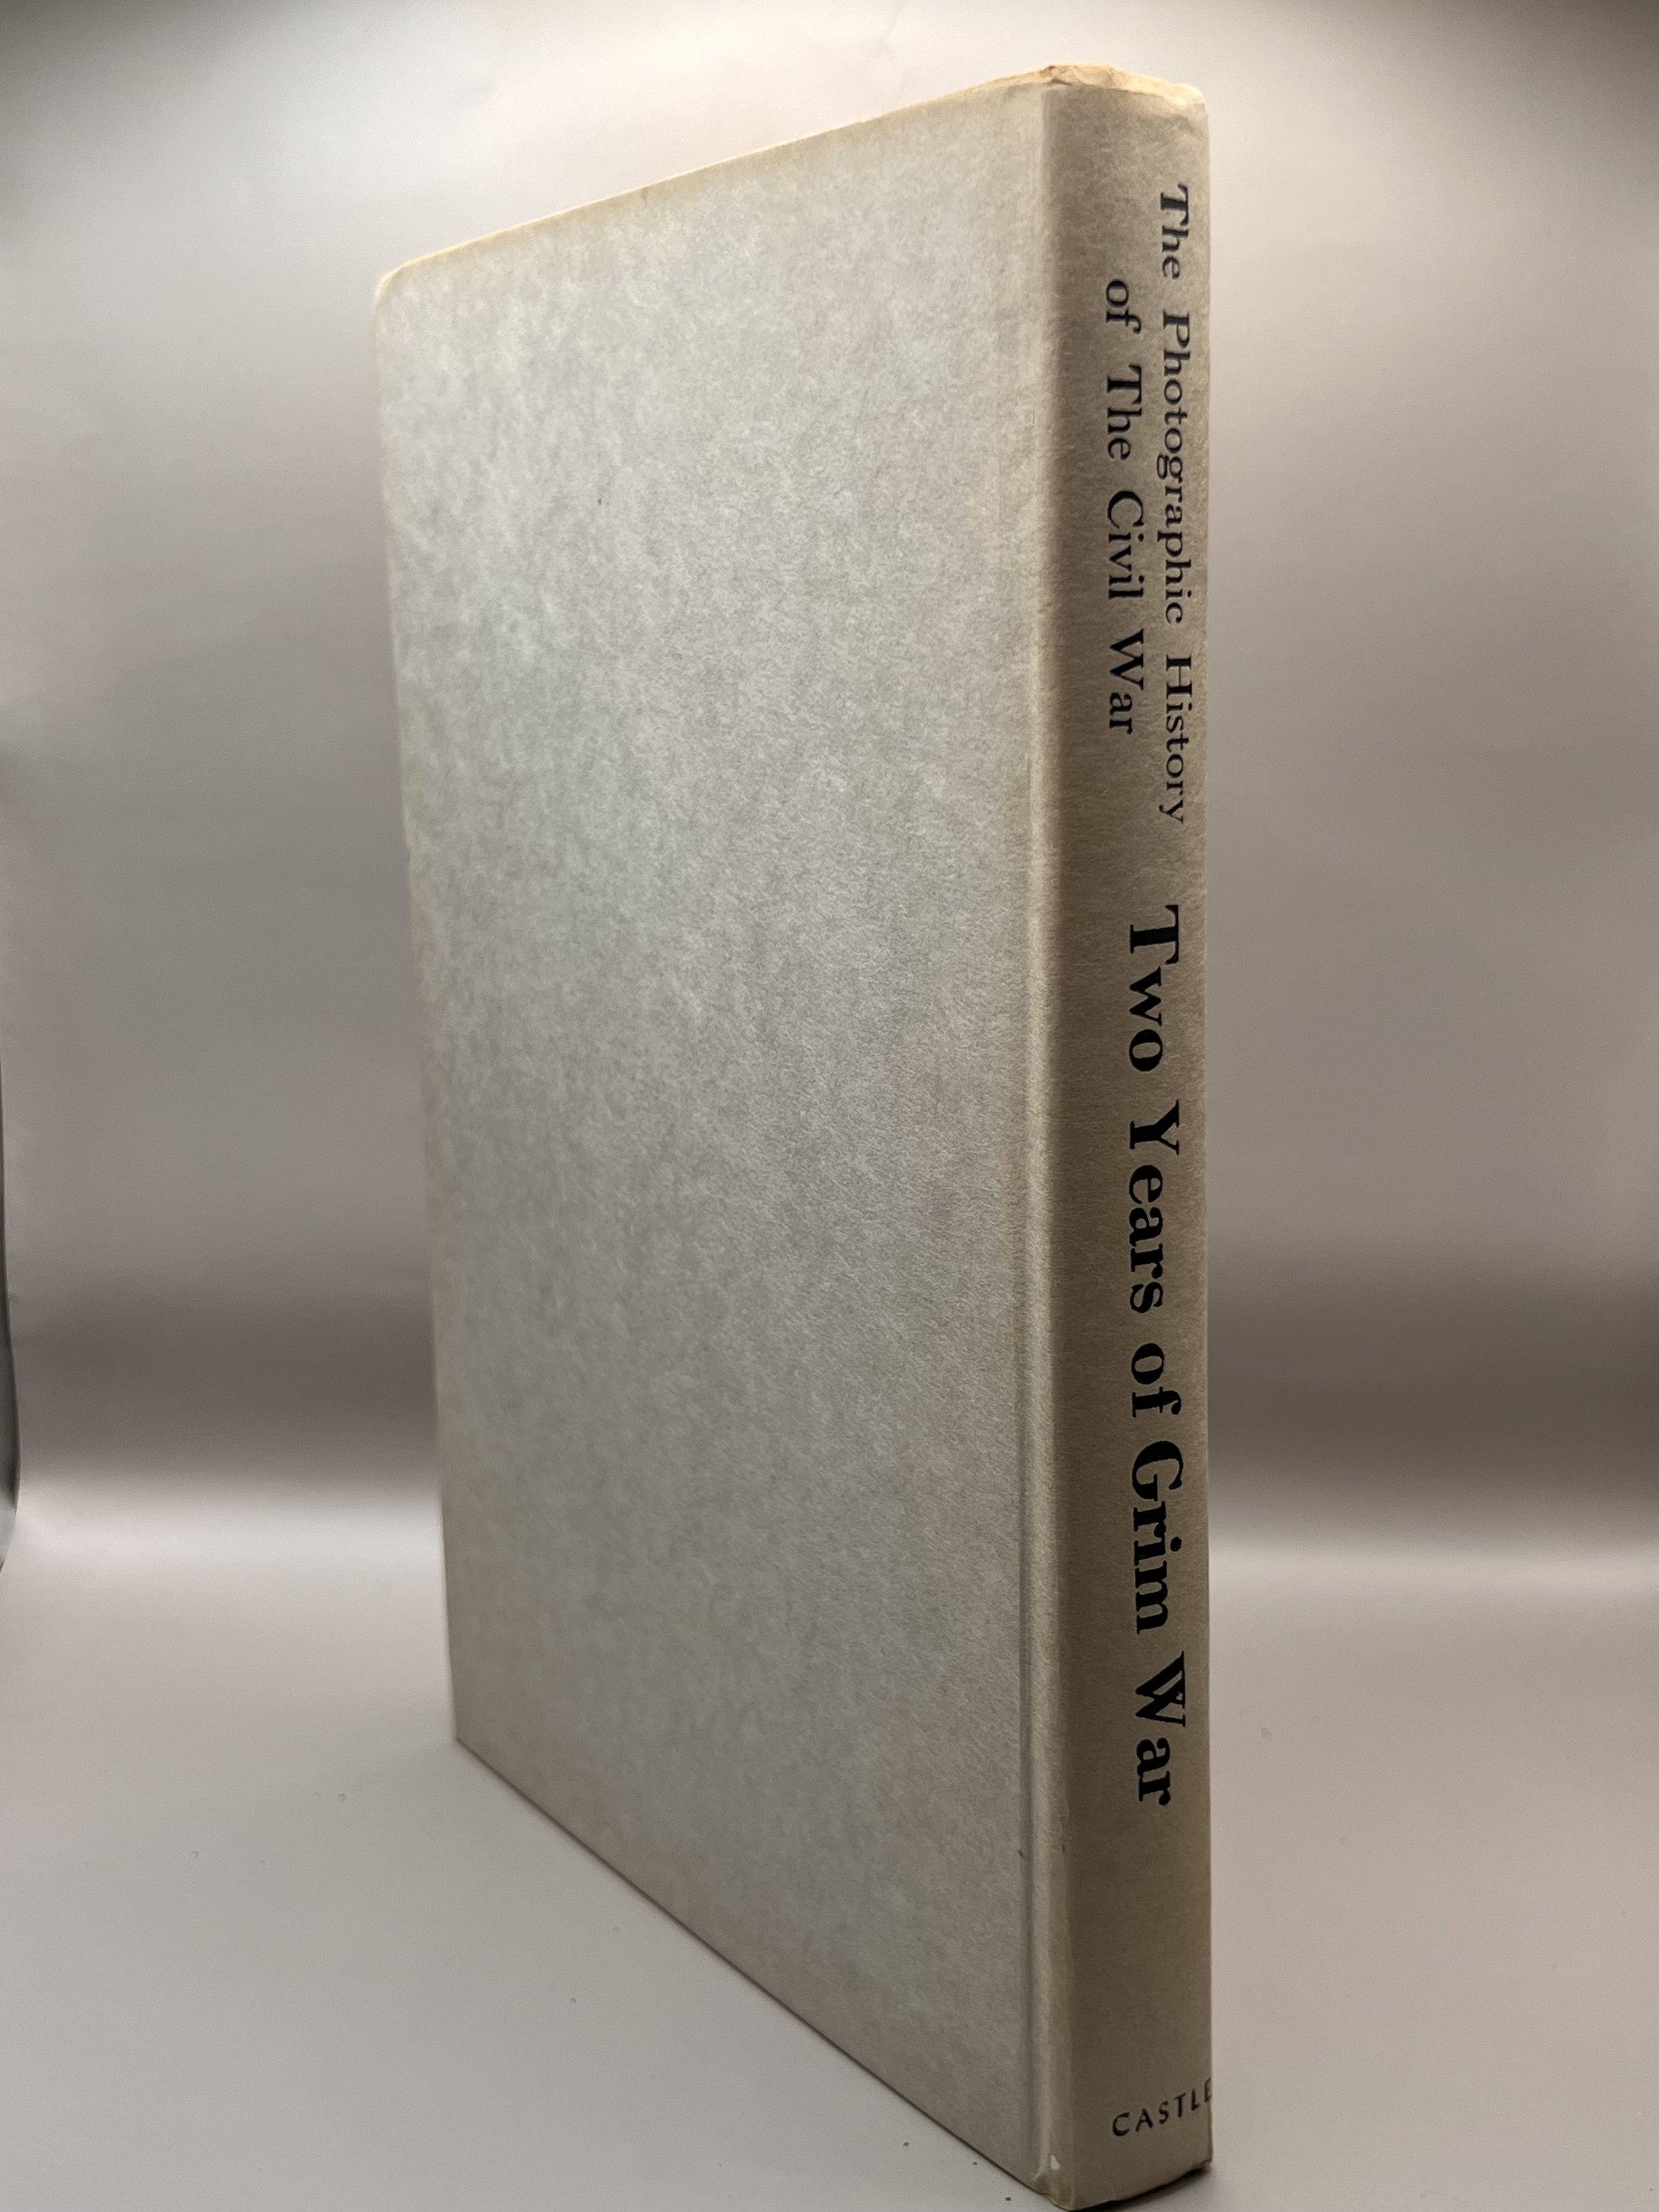 The Photographic History
of The Civil War
Two Years of Grim War
CASTLE